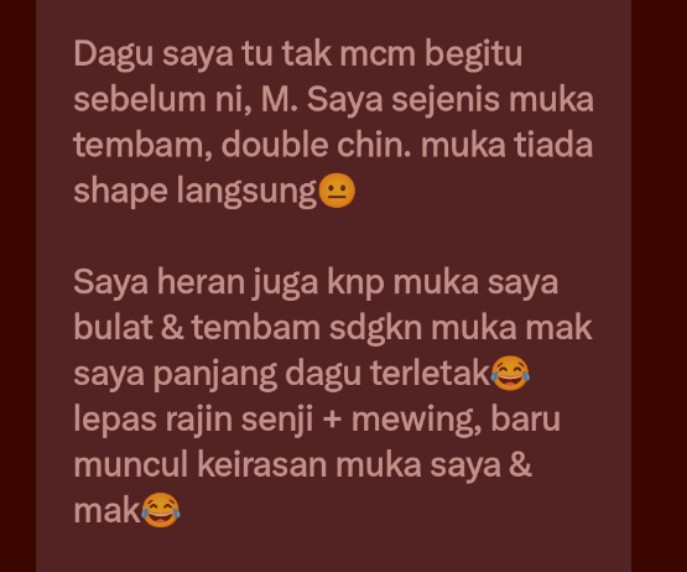 Dagu saya tu tak mcm begitu
sebelum ni, M. Saya sejenis muka
tembam, double chin. muka tiada
shape langsung😐
Saya heran juga knp muka saya
bulat & tembam sdgkn muka mak
saya panjang dagu terletak😂
lepas rajin senji + mewing, baru
muncul keirasan muka saya &
mak😂